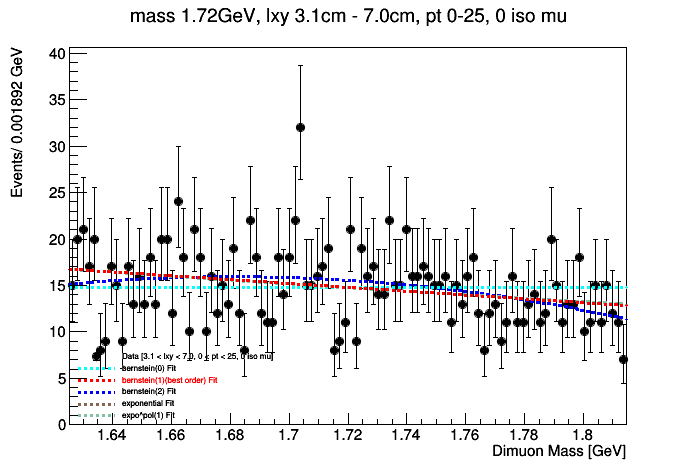 mass 1.72GeV, lxy 3.1cm - 7.0cm, pt 0-25, 0 iso mu
Events/ 0.001892 GeV
40
35
30
25
20
15
10
5
0
Data [3.1 < lxy < 7.0, 0 < pt < 25, 0 iso mu]
bernstein(0) Fit
bernstein(1)(best order) Fit
bernstein(2) Fit
exponential Fit
expo*pol(1) Fit
1.64 1.66 1.68 1.7 1.72 1.74 1.76 1.78 1.8
Dimuon Mass [GeV]